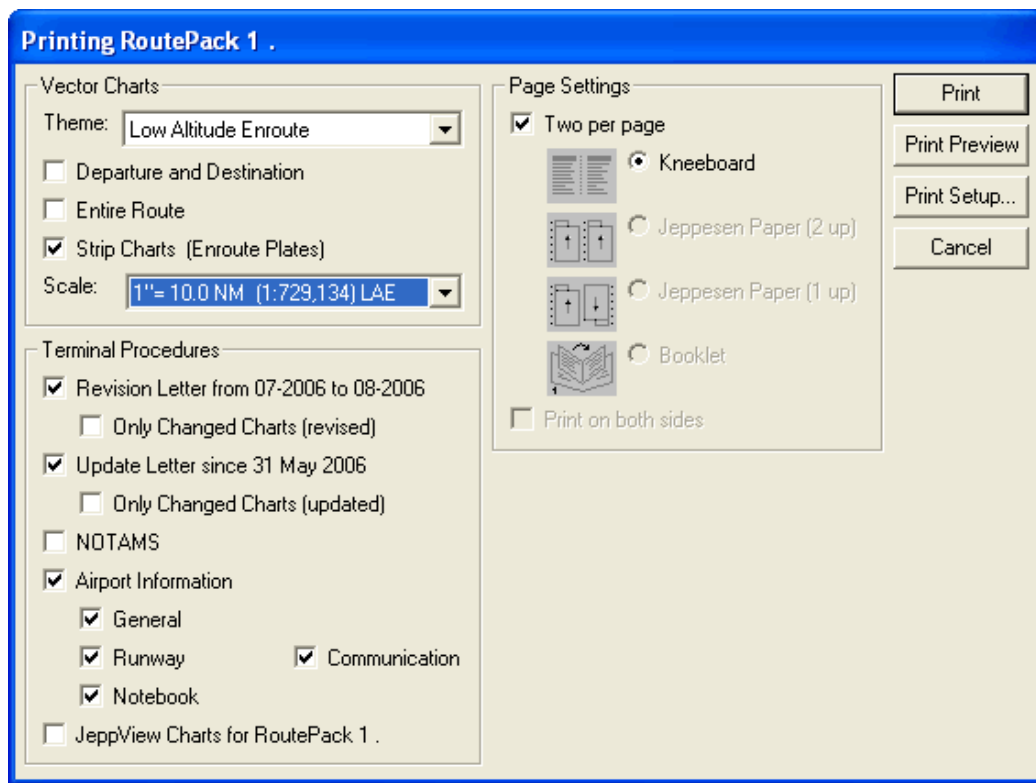 Printing RoutePack 1 .
Vector Charts
Theme: Low Altitude Enroute
Departure and Destination
Entire Route
Strip Charts (Enroute Plates)
Scale: 1"= 10.0 NM (1:729,134) LAE
Terminal Procedures
Revision Letter from 07-2006 to 08-2006
Only Changed Charts (revised)
Update Letter since 31 May 2006
Only Changed Charts (updated)
NOTAMS
Airport Information
General
Runway Communication
Notebook
JeppView Charts for RoutePack 1 .
Page Settings
Two per page
Kneeboard
Jeppesen Paper (2 up)
Jeppesen Paper (1 up)
1 Booklet
Print on both sides
Print
Print Preview
Print Setup...
Cancel